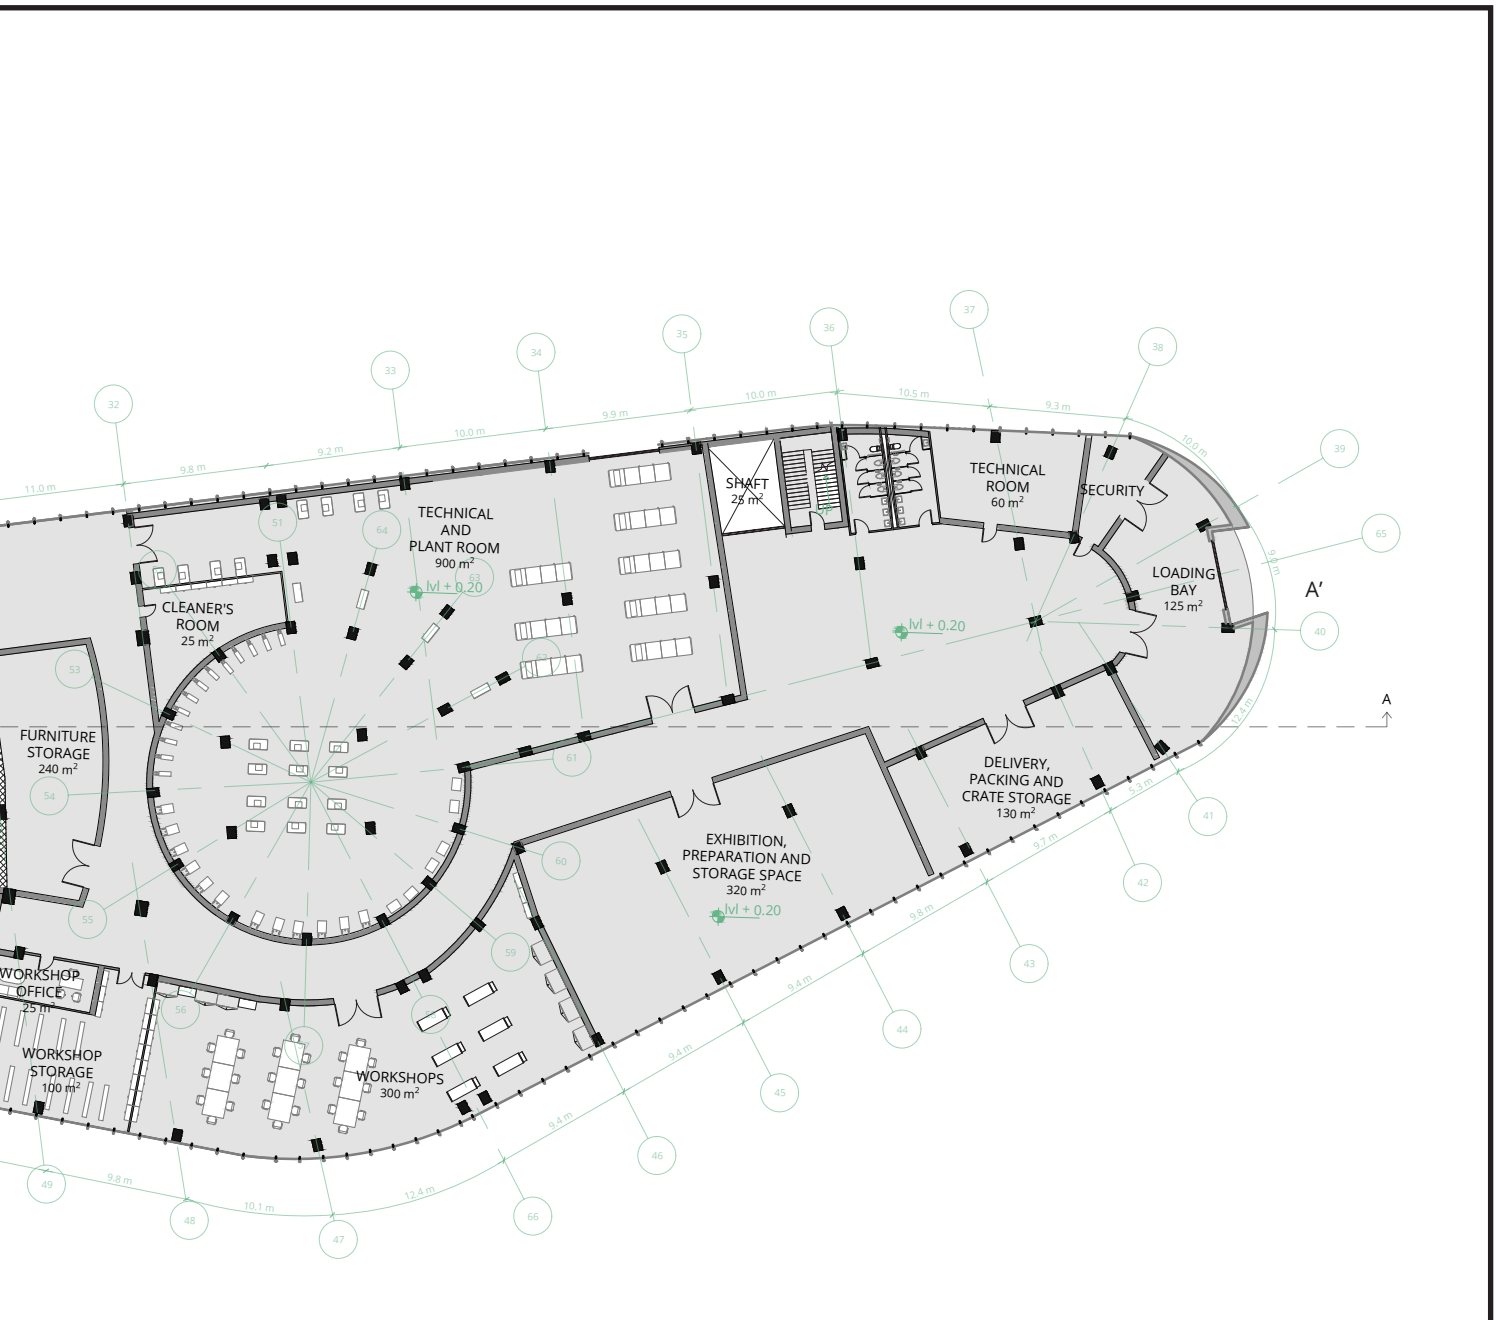 37
36
35
38
34
33
32
10.0 m
10.5 m
9.3 m
9.9 m
10.0 m
9.2 m
9.8 m
11.0 m
10.0 m
39
65
40
9.0 m
12.4 m
51
64
63
62
TECHNICAL
AND
PLANT ROOM
900 m²
lvl + 0.20
SHAFT
25 m²
UP
TECHNICAL
ROOM
60 m²
SECURITY
LOADING
BAY
125 m²
A’
A
lvl + 0.20
CLEANER'S
ROOM
25 m²
53
FURNITURE
STORAGE
240 m²
54
55
61
60
59
DELIVERY,
PACKING AND
CRATE STORAGE
130 m²
EXHIBITION,
PREPARATION AND
STORAGE SPACE
320 m²
lvl + 0.20
5.3 m
41
9.7 m
42
9.8 m
43
9.4 m
44
9.4 m
45
9.4 m
46
WORKSHOP
OFFICE
25 m²
56
WORKSHOP
STORAGE
100 m²
WORKSHOPS
300 m²
49
9.8 m
48
10.1 m
47
12.4 m
66